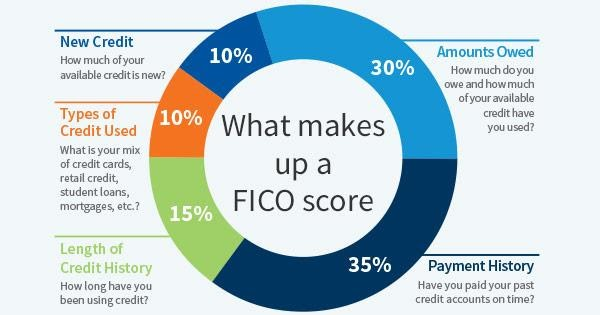 New Credit
How much of your
available credit is new?
10%
Types of
Credit Used
What is your mix
of credit cards,
retail credit,
student loans,
mortgages, etc.?
10%
Length of
Credit History
How long have you
been using credit?
15%
What makes
up a
FICO score
30%
Amounts Owed
How much do you
owe and how much
of your available
credit have
you used?
35%
Payment History
Have you paid your past
credit accounts on time?